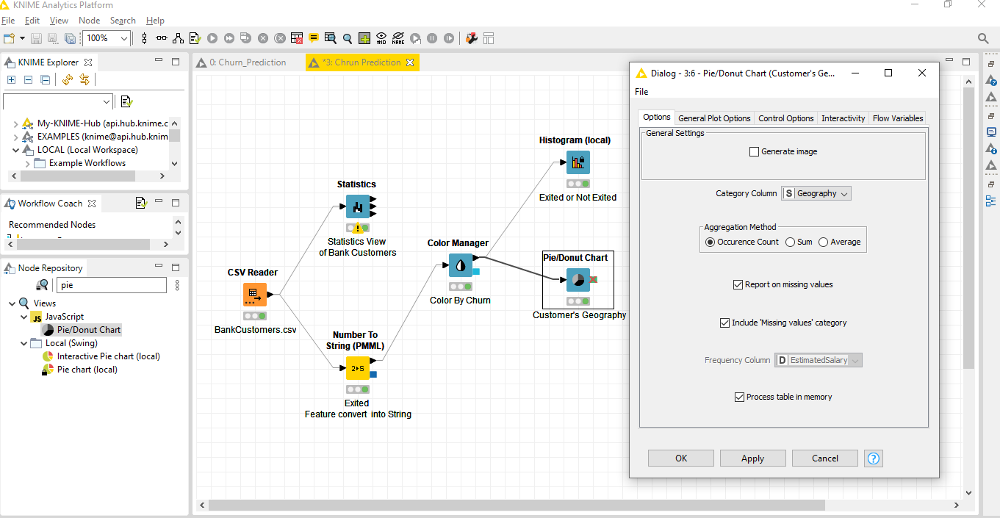 KNIME Analytics Platform
File Edit View Node Search Help
100%
#ID
NAME
KNIME Explorer
My-KNIME-Hub (api.hub.knime.c
EXAMPLES (knime@api.hub.knim
LOCAL (Local Workspace)
Example Workflows
Workflow Coach
Recommended Nodes
Node Repository
pie
Views
JS JavaScript
Pie/Donut Chart
Local (Swing)
Interactive Pie chart (local)
Pie chart (local)
0: Churn_Prediction
*3: Chrun Prediction
Histogram (local)
Exited or Not Exited
Statistics
Statistics View
of Bank Customers
Color Manager
Color By Churn
Pie/Donut Chart
Customer's Geography
CSV Reader
BankCustomers.csv
Number To
String (PMML)
2▸S
Exited
Feature convert into String
Dialog - 3:6 - Pie/Donut Chart (Customer's Ge...
File
Options General Plot Options Control Options Interactivity Flow Variables
General Settings
Generate image
Category Column S Geography
Aggregation Method
Occurence Count Sum Average
Report on missing values
Include 'Missing values' category
Frequency Column D EstimatedSalary
Process table in memory
OK Apply Cancel ?